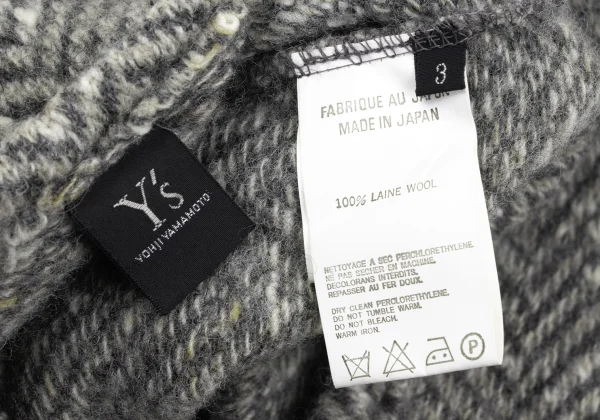 Y's
YOHJI YAMAMOTO
3
FABRIQUE AU JAPON
MADE IN JAPAN
100% LAINE WOOL
NETTOYAGE A SEC PERCHLORETHYLENE.
NE PAS SECHER EN MACHINE.
DECOLORANS INTERDITS.
REPASSER AU FER DOUX.
DRY CLEAN PERCLORETHYLENE.
DO NOT TUMBLE WARM.
DO NOT BLEACH.
WARM IRON.
P